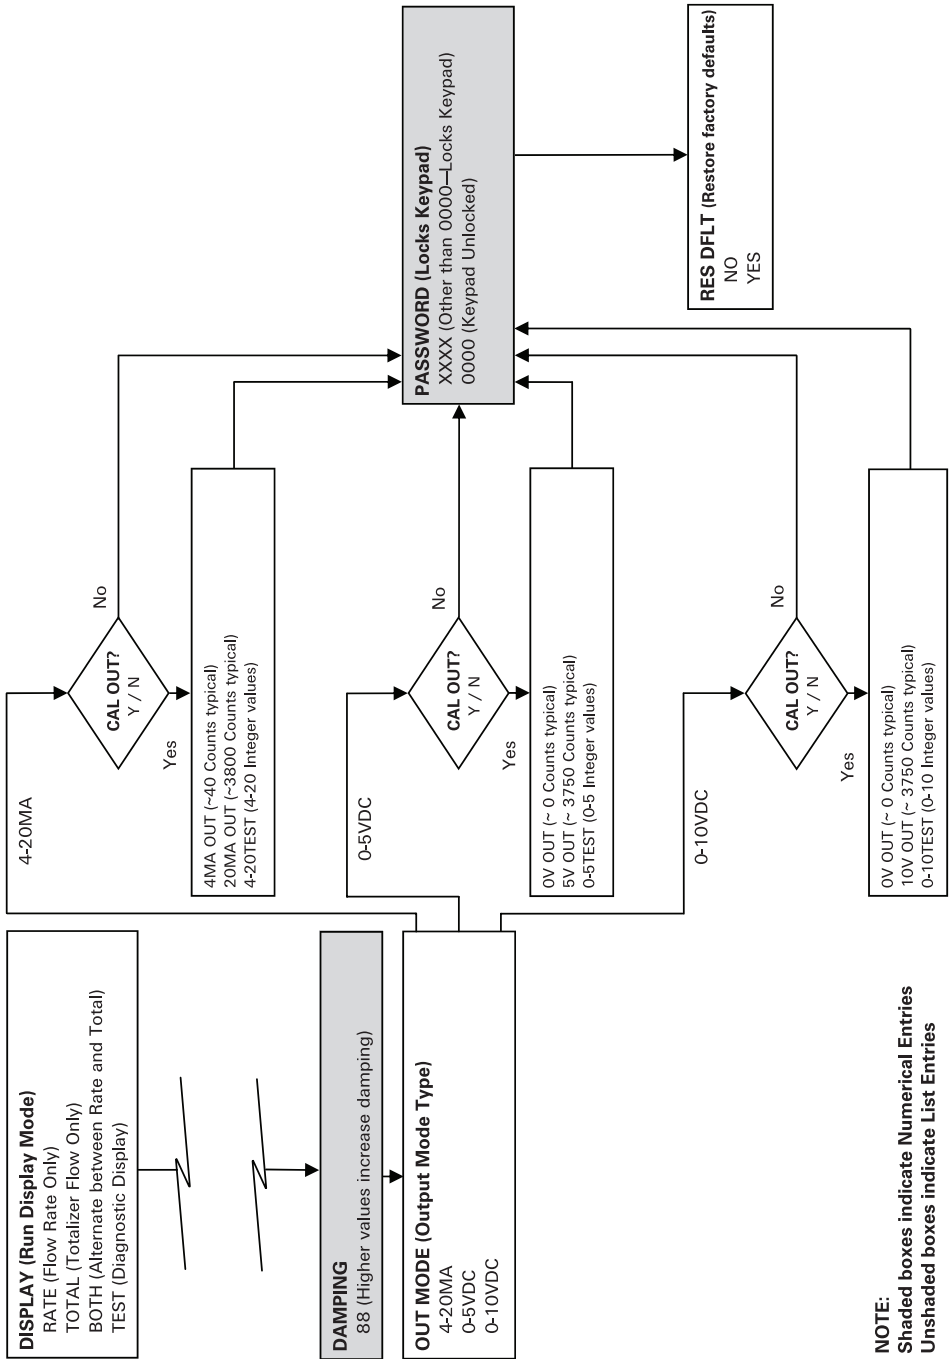 DISPLAY (Run Display Mode)
RATE (Flow Rate Only)
TOTAL (Totalizer Flow Only)
BOTH (Alternate between Rate and Total)
TEST (Diagnostic Display)
DAMPING
88 (Higher values increase damping)
OUT MODE (Output Mode Type)
4-20MA
0-5VDC
0-10VDC
4-20MA
CAL OUT?
Y / N
No
Yes
4MA OUT (~40 Counts typical)
20MA OUT (~3800 Counts typical)
4-20TEST (4-20 Integer values)
0-5VDC
CAL OUT?
Y / N
No
Yes
0V OUT (~ 0 Counts typical)
5V OUT (~ 3750 Counts typical)
0-5TEST (0-5 Integer values)
0-10VDC
CAL OUT?
Y / N
No
Yes
0V OUT (~ 0 Counts typical)
10V OUT (~ 3750 Counts typical)
0-10TEST (0-10 Integer values)
PASSWORD (Locks Keypad)
XXXX (Other than 0000—Locks Keypad)
0000 (Keypad Unlocked)
RES DFLT (Restore factory defaults)
NO
YES
NOTE:
Shaded boxes indicate Numerical Entries
Unshaded boxes indicate List Entries